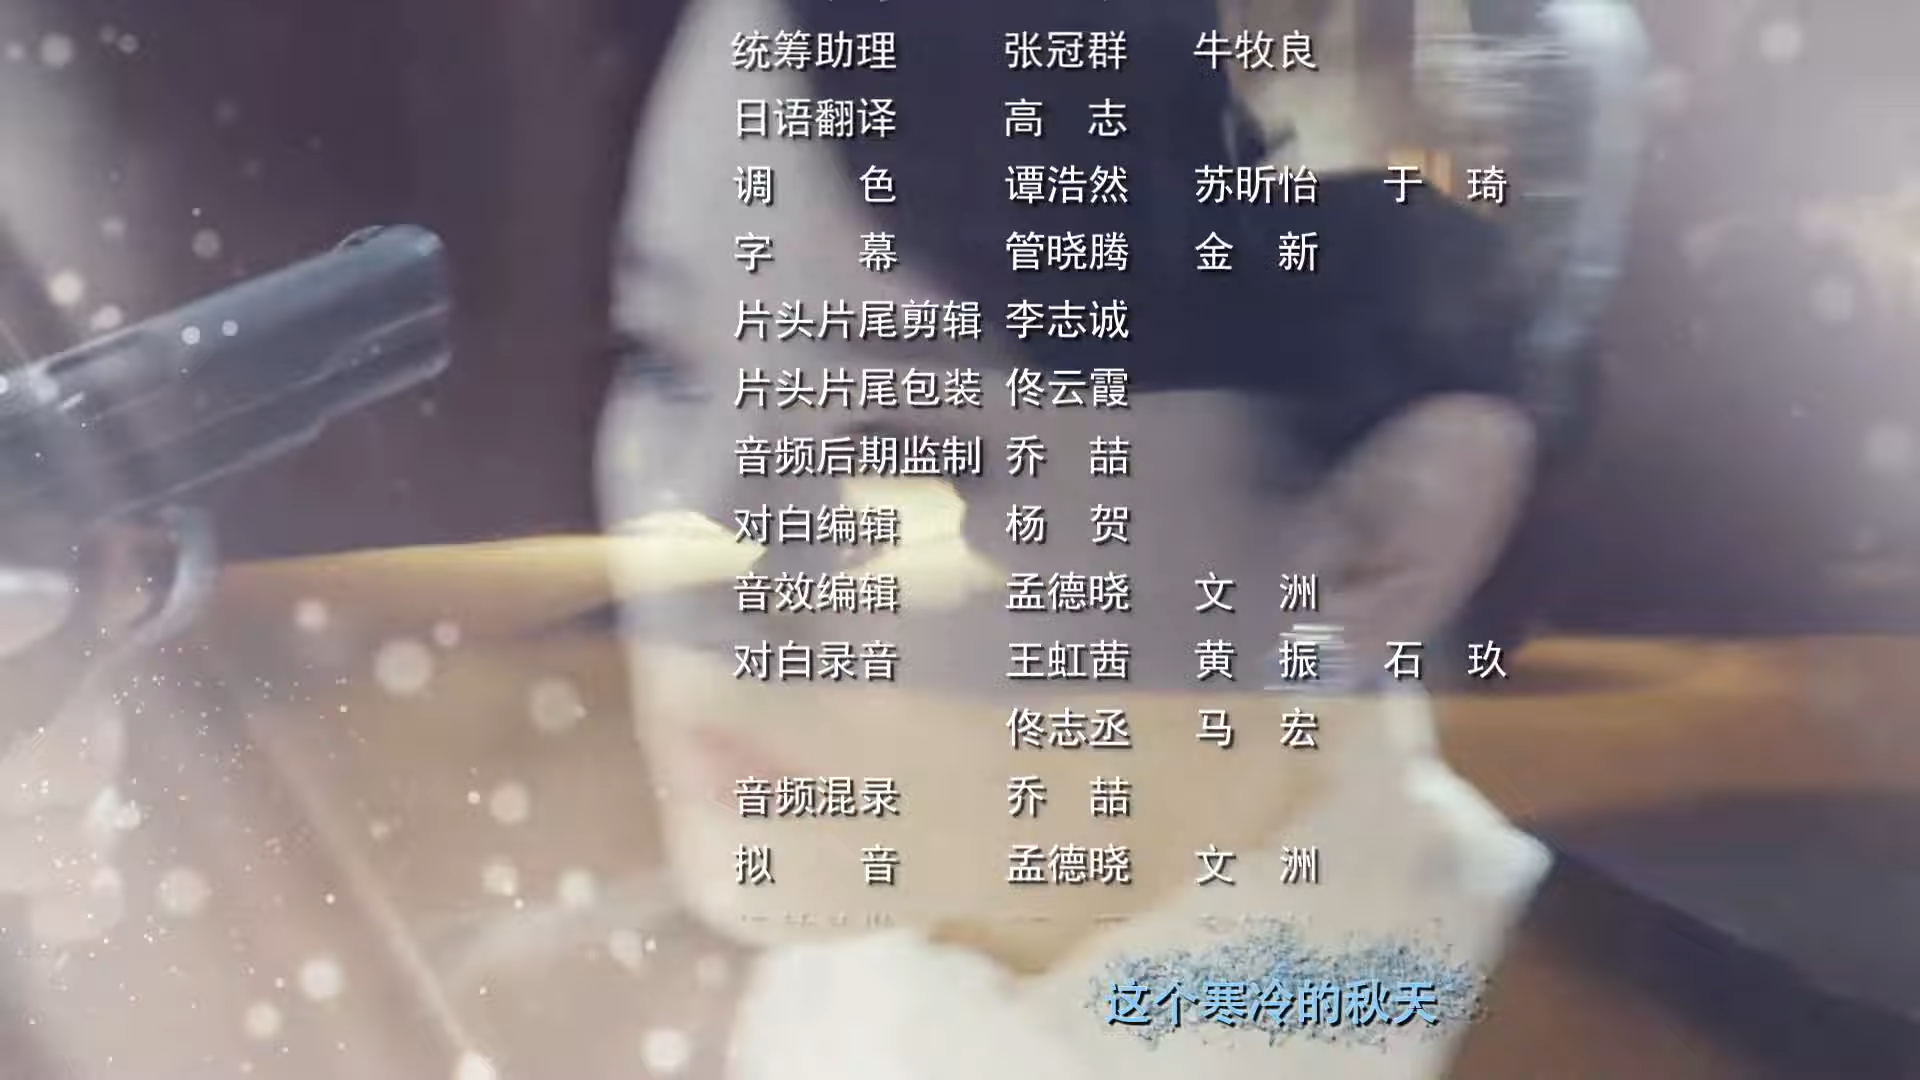 统筹助理 张冠群 牛牧良
日语翻译 高 志
调 色 谭浩然 苏昕怡 于 琦
字 幕 管晓腾 金 新
片头片尾剪辑 李志诚
片头片尾包装 佟云霞
音频后期监制 乔 喆
对白编辑 杨 贺
音效编辑 孟德晓 文 洲
对白录音 王虹茜 黄 振 石 玖
佟志丞 马 宏
音频混录 乔 喆
拟 音 孟德晓 文 洲
这个寒冷的秋天